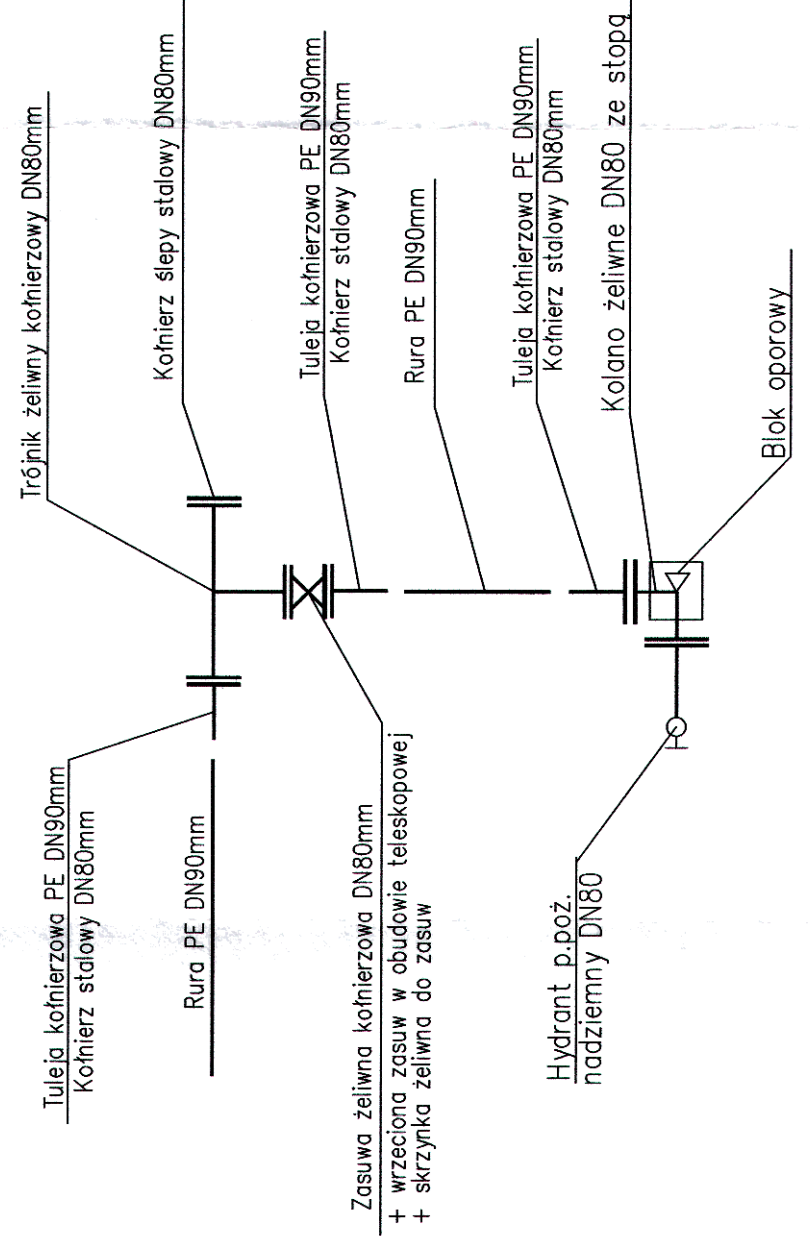 Trójnik żeliwny kołnierzowy DN80mm
Kołnierz ślepy stalowy DN80mm
Tuleja kołnierzowa PE DN90mm
Kołnierz stalowy DN80mm
Rura PE DN90mm
Tuleja kołnierzowa PE DN90mm
Kołnierz stalowy DN80mm
Kolano żeliwne DN80 ze stopą
Blok oporowy
Tuleja kołnierzowa PE DN90mm
Kołnierz stalowy DN80mm
Rura PE DN90mm
Zasuwa żeliwna kołnierzowa DN80mm
+ wrzeciona zasuw w obudowie teleskopowej
+ skrzynka żeliwna do zasuw
Hydrant p.poż.
nadziemny DN80